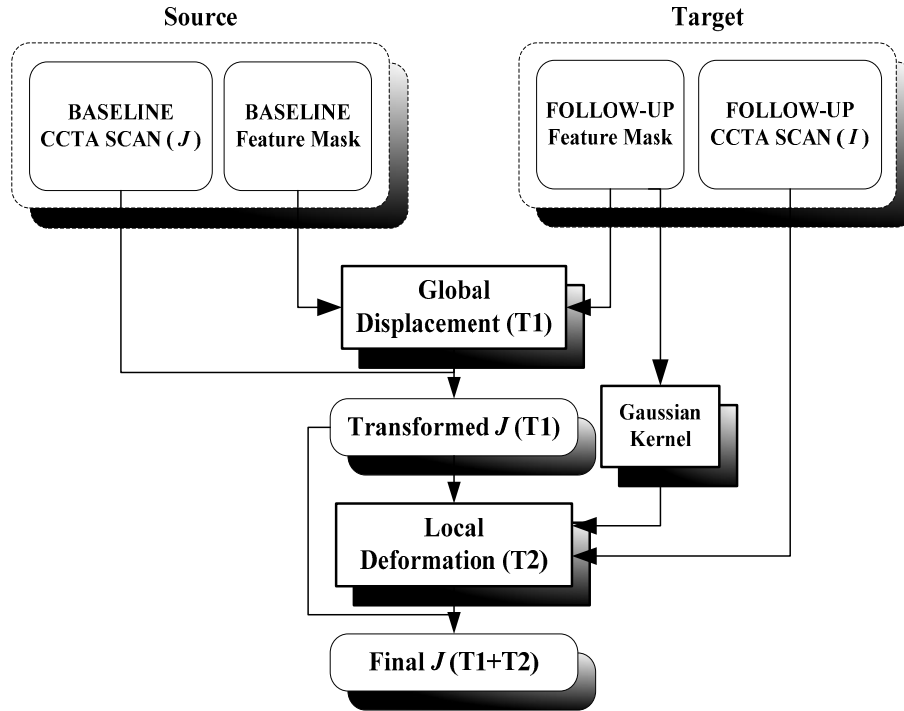 Source
Target
BASELINE
CCTA SCAN ( J )
BASELINE
Feature Mask
FOLLOW-UP
Feature Mask
FOLLOW-UP
CCTA SCAN ( I )
Global
Displacement (T1)
Transformed J (T1)
Gaussian
Kernel
Local
Deformation (T2)
Final J (T1+T2)